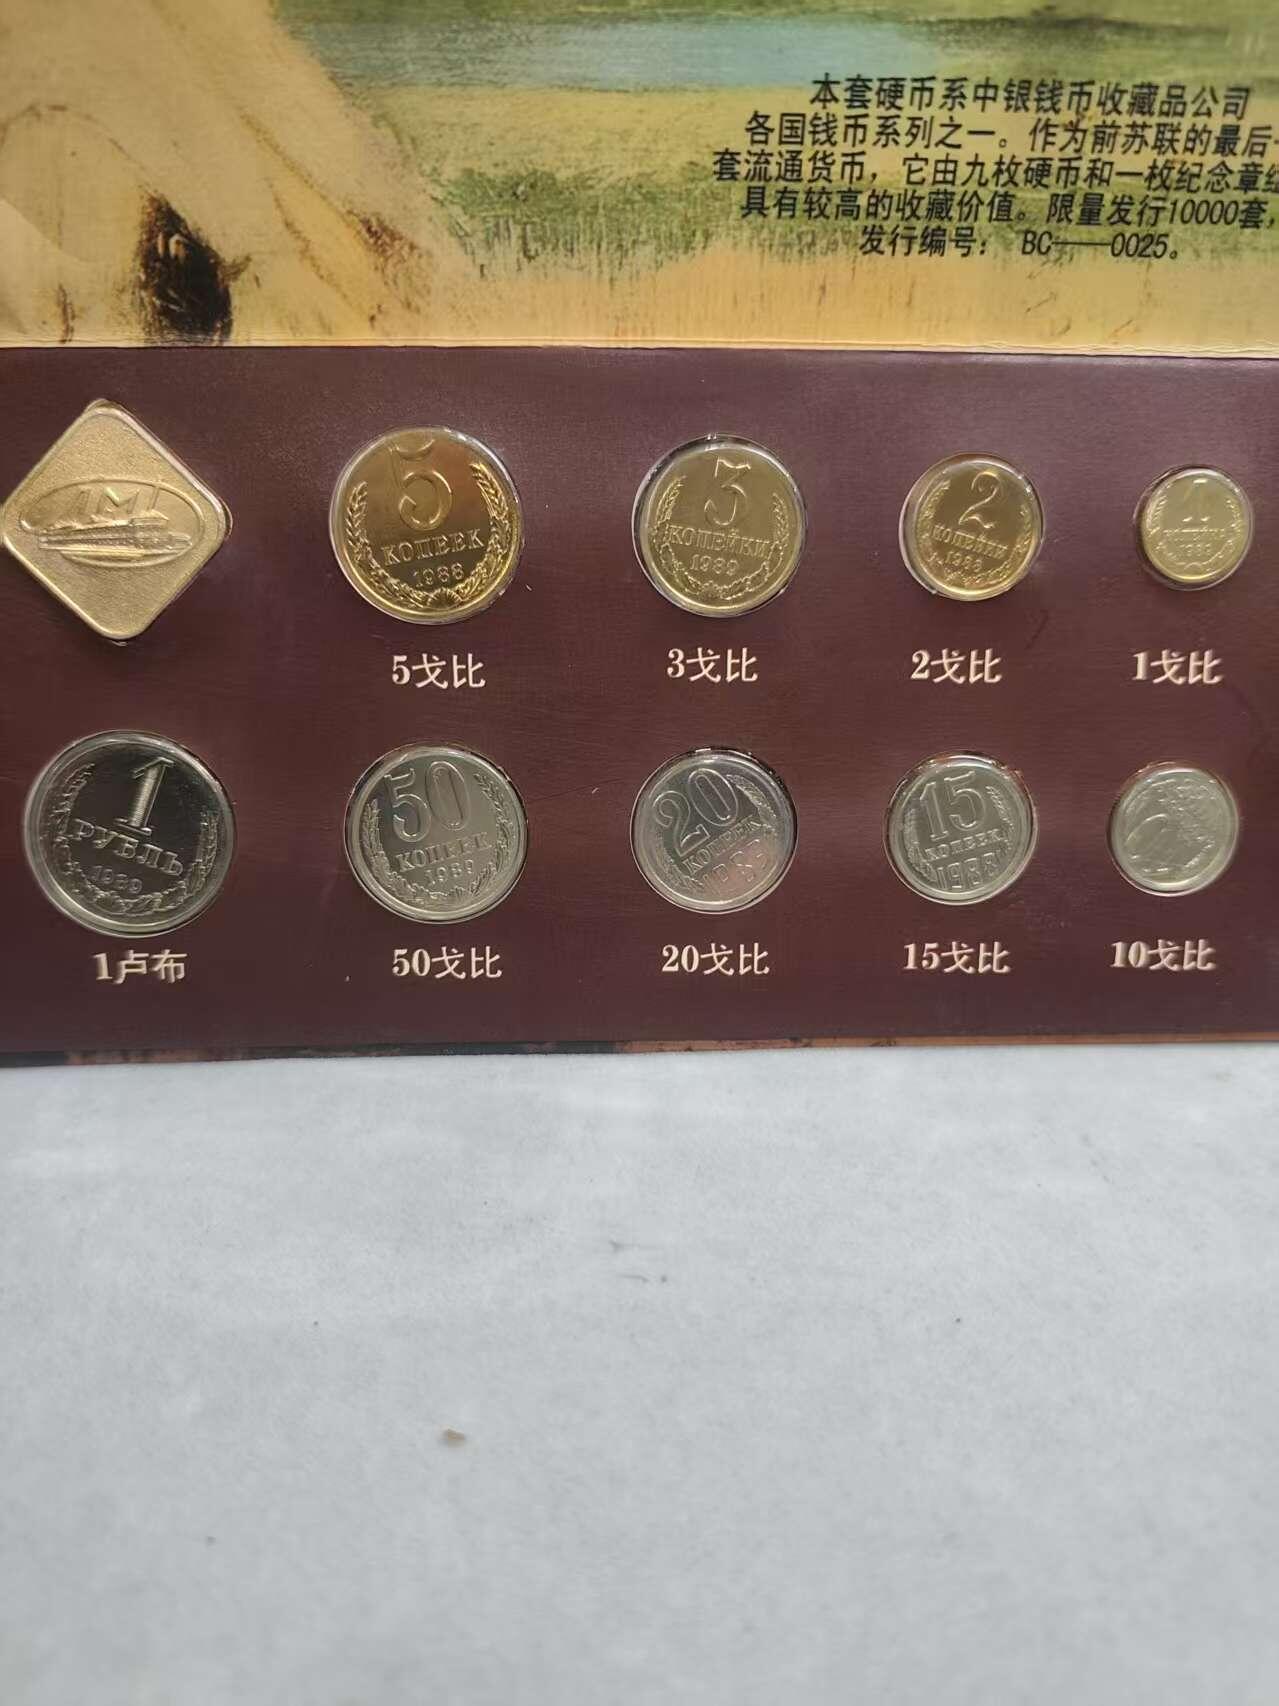 本套硬币系中银钱币收藏品公司
各国钱币系列之一。作为前苏联的最后一
套流通货币，它由九枚硬币和一枚纪念章
具有较高的收藏价值。限量发行10000套，
发行编号： BC——0025。
ЛМД
5
КОПЕЕК
1988
3
КОПЕЙКИ
1989
2
КОПЕЙКИ
1988
1
КОПЕЙКА
1989
5戈比
3戈比
2戈比
1戈比
1
РУБЛЬ
1989
50
КОПЕЕК
1989
20
КОПЕЕК
15
КОПЕЕК
1988
1卢布
50戈比
20戈比
15戈比
10戈比